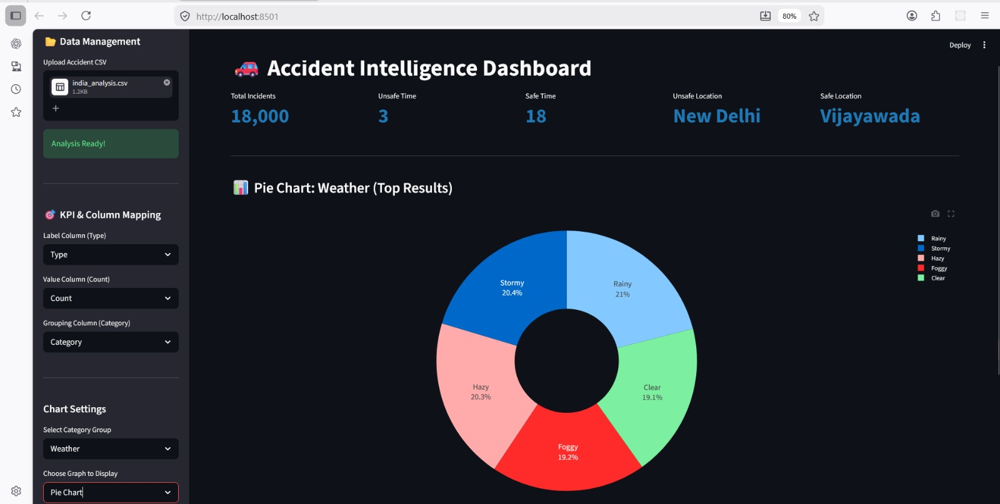 http://localhost:8501
80%
Data Management
Upload Accident CSV
india_analysis.csv
1.2KB
Analysis Ready!
KPI & Column Mapping
Label Column (Type)
Type
Value Column (Count)
Count
Grouping Column (Category)
Category
Chart Settings
Select Category Group
Weather
Choose Graph to Display
Pie Chart
Deploy
Accident Intelligence Dashboard
Total Incidents
18,000
Unsafe Time
3
Safe Time
18
Unsafe Location
New Delhi
Safe Location
Vijayawada
Pie Chart: Weather (Top Results)
Stormy
20.4%
Rainy
21%
Hazy
20.3%
Clear
19.1%
Foggy
19.2%
Rainy
Stormy
Hazy
Foggy
Clear